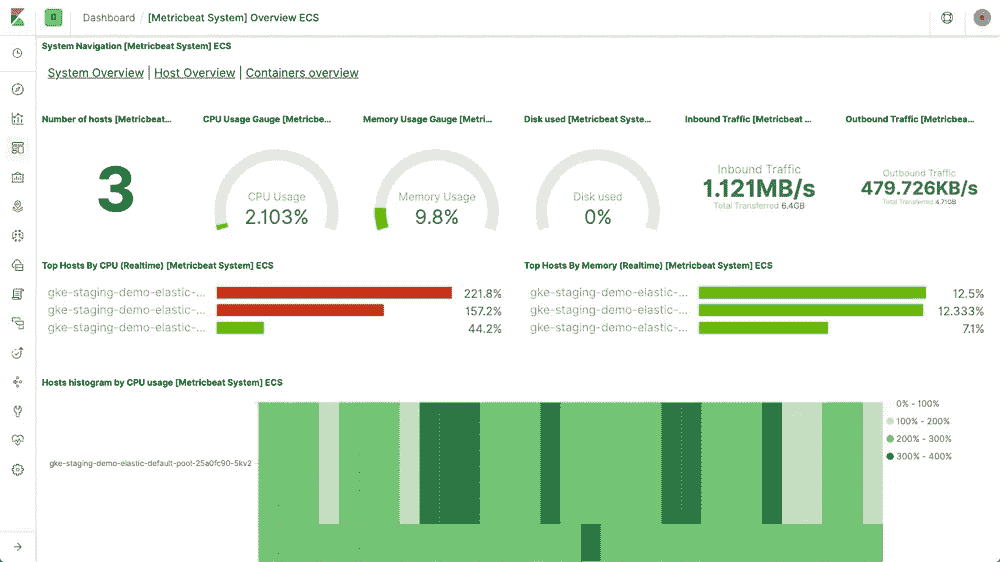 Dashboard / [Metricbeat System] Overview ECS
System Navigation [Metricbeat System] ECS
System Overview | Host Overview | Containers overview
Number of hosts [Metricbeat...
CPU Usage Gauge [Metricbe...
Memory Usage Gauge [Metri...
Disk used [Metricbeat Syste...
Inbound Traffic [Metricbeat ...
Outbound Traffic [Metricbea...
3
CPU Usage
2.103%
Memory Usage
9.8%
Disk used
0%
Inbound Traffic
1.121MB/s
Total Transferred 6.4GB
Outbound Traffic
479.726KB/s
Total Transferred 4.71GB
Top Hosts By CPU (Realtime) [Metricbeat System] ECS
gke-staging-demo-elastic-... 221.8%
gke-staging-demo-elastic-... 157.2%
gke-staging-demo-elastic-... 44.2%
Top Hosts By Memory (Realtime) [Metricbeat System] ECS
gke-staging-demo-elastic-... 12.5%
gke-staging-demo-elastic-... 12.333%
gke-staging-demo-elastic-... 7.1%
Hosts histogram by CPU usage [Metricbeat System] ECS
gke-staging-demo-elastic-default-pool-25a0fc90-5kv2
0% - 100%
100% - 200%
200% - 300%
300% - 400%